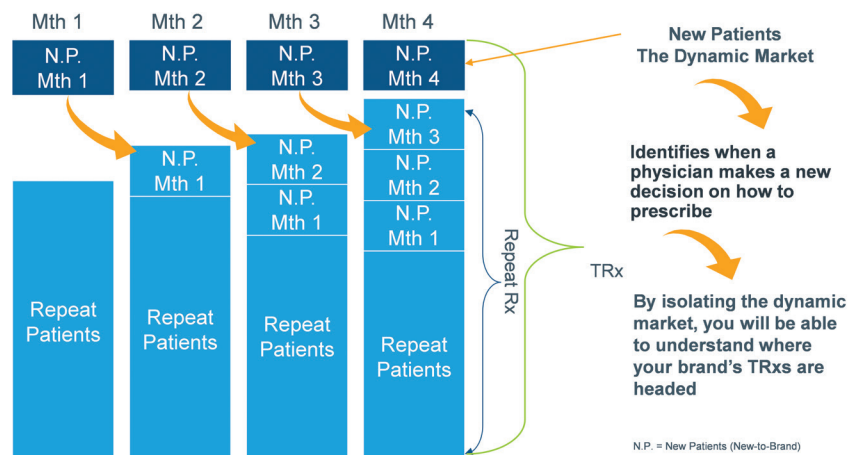 Mth 1
Mth 2
Mth 3
Mth 4
N.P.
Mth 1
N.P.
Mth 2
N.P.
Mth 3
N.P.
Mth 4
N.P.
Mth 1
N.P.
Mth 2
N.P.
Mth 1
N.P.
Mth 3
N.P.
Mth 2
N.P.
Mth 1
Repeat
Patients
Repeat
Patients
Repeat
Patients
Repeat
Patients
Repeat Rx
TRx
New Patients
The Dynamic Market
Identifies when a
physician makes a new
decision on how to
prescribe
By isolating the dynamic
market, you will be able
to understand where
your brand’s TRxs are
headed
N.P. = New Patients (New-to-Brand)